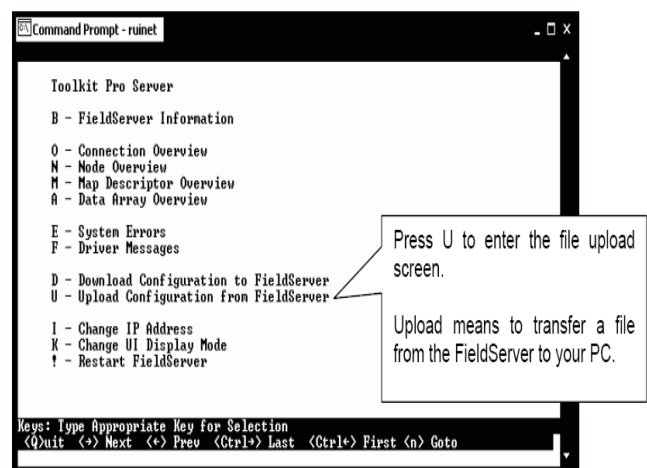 Command Prompt - ruinet
Toolkit Pro Server
B - FieldServer Information
O - Connection Overview
N - Node Overview
M - Map Descriptor Overview
A - Data Array Overview
E - System Errors
F - Driver Messages
D - Download Configuration to FieldServer
U - Upload Configuration from FieldServer
I - Change IP Address
K - Change UI Display Mode
! - Restart FieldServer
Press U to enter the file upload
screen.
Upload means to transfer a file
from the FieldServer to your PC.
Keys: Type Appropriate Key for Selection
<Q>uit <→> Next <←> Prev <Ctrl→> Last <Ctrl←> First <n> Goto